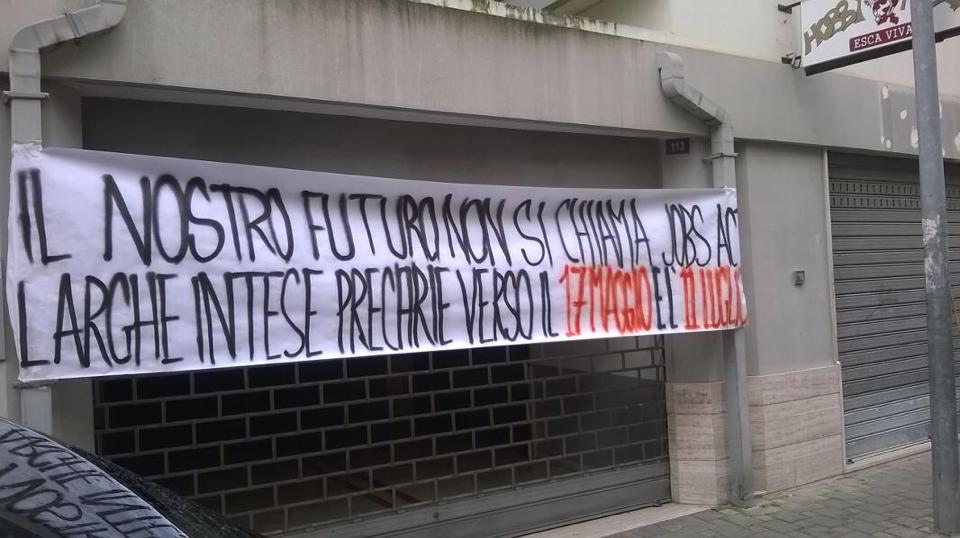 IL NOSTRO FUTURO NON SI CHIAMA JOBS ACT
LARGHE INTESE PRECARIE VERSO IL 17 MAGGIO E L' 11 LUGLIO
113
HOBBY
ESCA VIVA